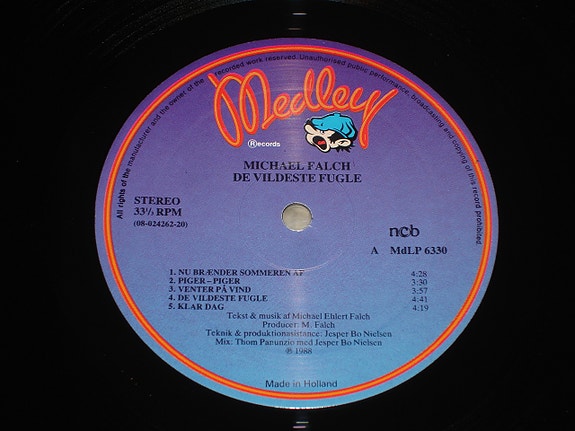 All rights of the manufacturer and the owner of the recorded work reserved. Unauthorised public performance, broadcasting and copying of this record prohibited.
Medley
Records
MICHAEL FALCH
DE VILDESTE FUGLE
STEREO
33⅓ RPM
(08-024262-20)
ncb
A MdLP 6330
1. NU BRÆNDER SOMMEREN AF 4:28
2. PIGER – PIGER 3:30
3. VENTER PÅ VIND 3:57
4. DE VILDESTE FUGLE 4:41
5. KLAR DAG 4:19
Tekst & musik af Michael Ehlert Falch
Producer: M. Falch
Teknik & produktionsistance: Jesper Bo Nielsen
Mix: Thom Panunzio med Jesper Bo Nielsen
℗ 1988
Made in Holland